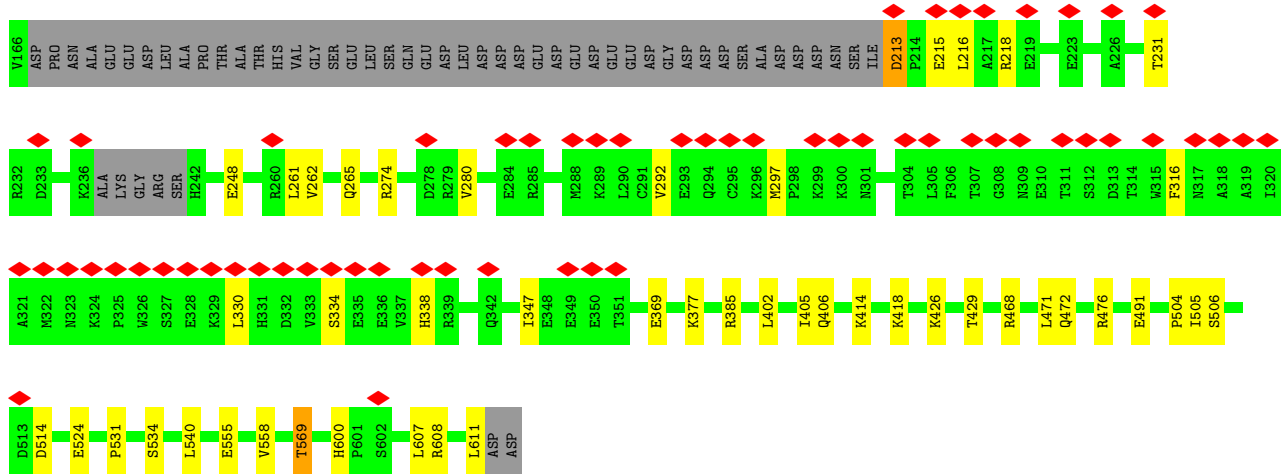 V166 ASP PRO ASN ALA GLU GLU ASP LEU ALA PRO THR ALA THR HIS VAL GLY SER GLU LEU SER GLN GLU ASP LEU ASP ASP ASP GLU ASP GLU ASP GLU GLU ASP GLY ASP ASP ASP SER ALA ASP ASP ASP ASN SER ILE D213 P214 E215 L216 A217 R218 E219 E223 A226 T231
R232 D233 K236 ALA LYS GLY ARG SER H242 E248 R260 L261 V262 Q265 R274 D278 R279 V280 E284 R285 M288 K289 L290 C291 V292 E293 Q294 C295 K296 M297 P298 K299 K300 N301 T304 L305 F306 T307 G308 N309 E310 T311 S312 D313 T314 W315 F316 N317 A318 A319 I320
A321 M322 N323 K324 P325 W326 S327 E328 K329 L330 H331 D332 V333 S334 E335 E336 V337 H338 R339 Q342 I347 E348 E349 E350 T351 E369 K377 R385 L402 I405 Q406 K414 K418 K426 T429 R468 L471 Q472 R476 E491 P504 I505 S506
D513 D514 E524 P531 S534 L540 E555 V558 T569 H600 P601 S602 L607 R608 L611 ASP ASP